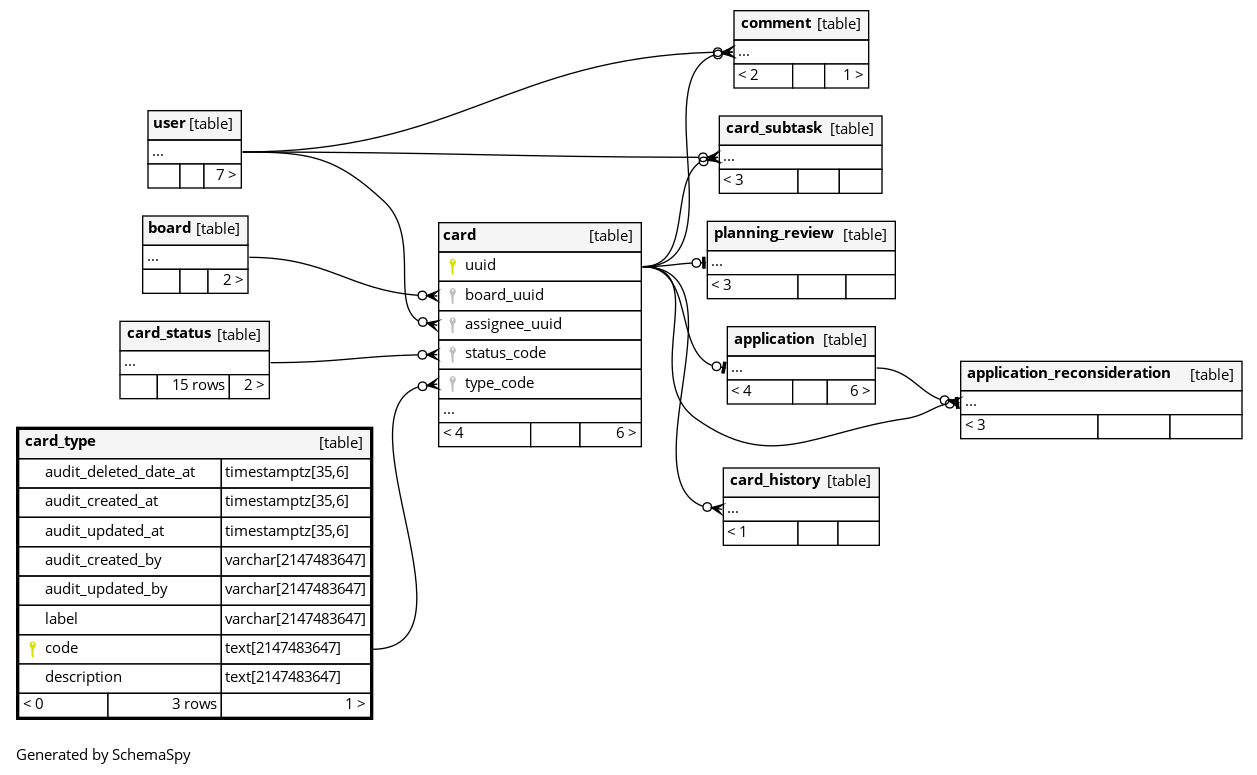 comment [table]
...
< 2 1 >
user [table]
...
7 >
card_subtask [table]
...
< 3
board [table]
...
2 >
card [table]
uuid
board_uuid
assignee_uuid
status_code
type_code
...
< 4 6 >
planning_review [table]
...
< 3
card_status [table]
...
15 rows 2 >
application [table]
...
< 4 6 >
application_reconsideration [table]
...
< 3
card_type [table]
audit_deleted_date_at timestamptz[35,6]
audit_created_at timestamptz[35,6]
audit_updated_at timestamptz[35,6]
audit_created_by varchar[2147483647]
audit_updated_by varchar[2147483647]
label varchar[2147483647]
code text[2147483647]
description text[2147483647]
< 0 3 rows 1 >
card_history [table]
...
< 1
Generated by SchemaSpy